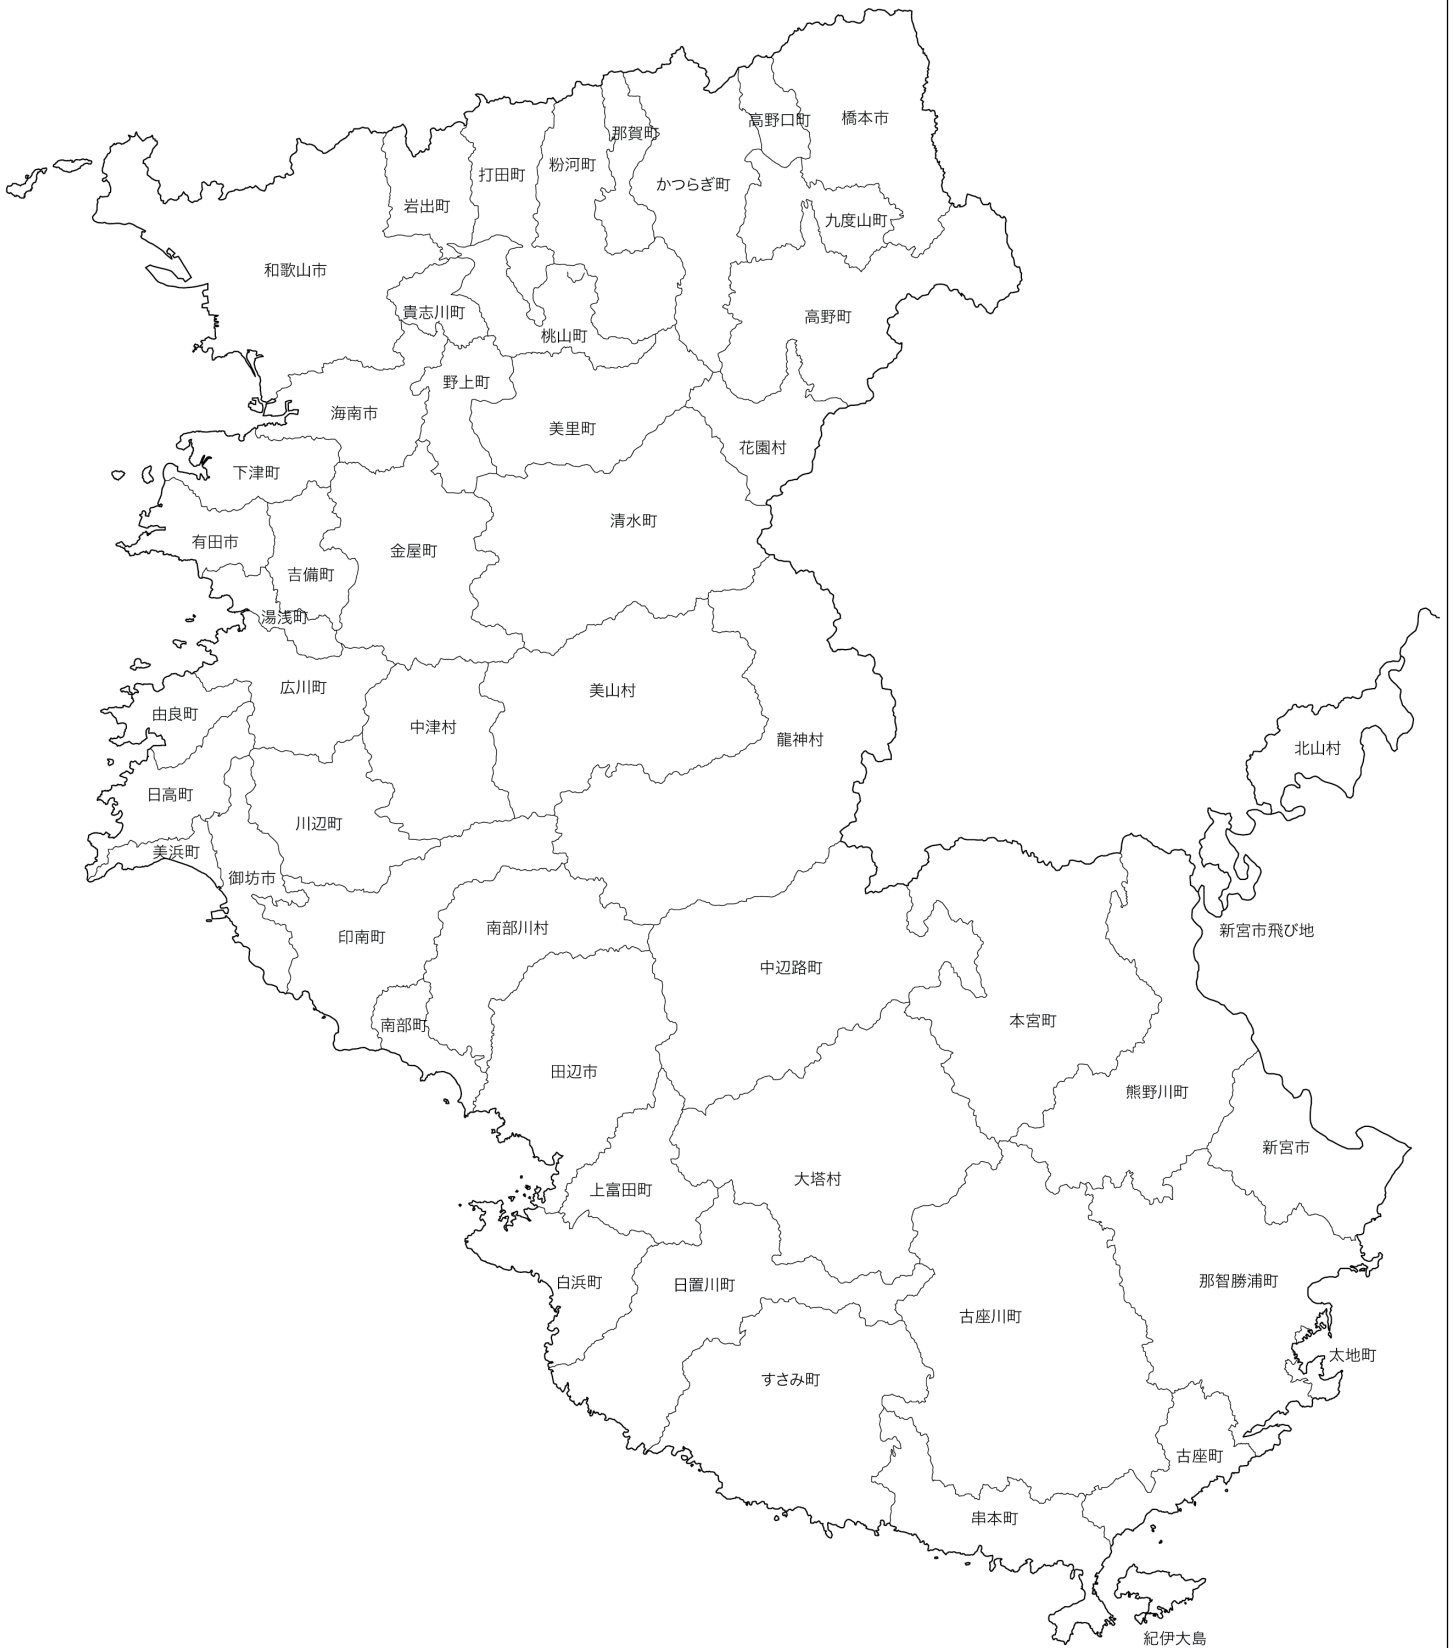 高野口町
橋本市
那賀町
粉河町
打田町
かつらぎ町
岩出町
九度山町
和歌山市
貴志川町
高野町
桃山町
野上町
海南市
美里町
花園村
下津町
清水町
有田市
金屋町
吉備町
湯浅町
広川町
美山村
由良町
中津村
龍神村
北山村
日高町
川辺町
美浜町
御坊市
南部川村
新宮市飛び地
印南町
中辺路町
本宮町
南部町
田辺市
熊野川町
新宮市
大塔村
上富田町
白浜町
日置川町
那智勝浦町
古座川町
太地町
すさみ町
古座町
串本町
紀伊大島